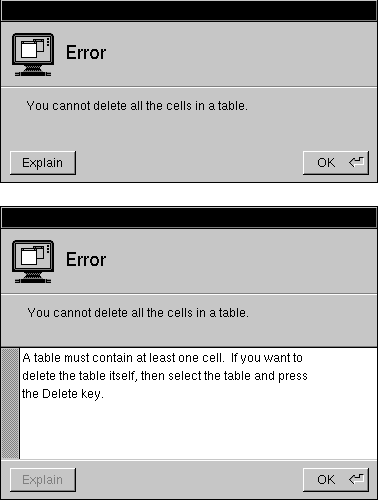 Error
You cannot delete all the cells in a table.
Explain
OK
Error
You cannot delete all the cells in a table.
A table must contain at least one cell.  If you want to
delete the table itself, then select the table and press
the Delete key.
Explain
OK